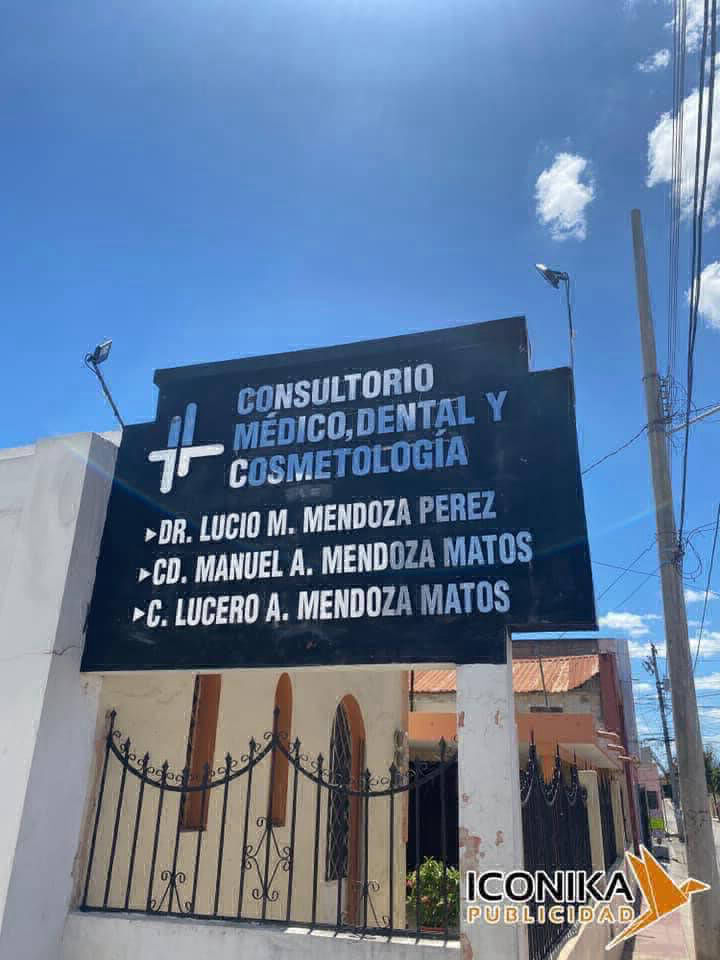 CONSULTORIO
MÉDICO, DENTAL Y
COSMETOLOGÍA
▸DR. LUCIO M. MENDOZA PEREZ
▸CD. MANUEL A. MENDOZA MATOS
▸C. LUCERO A. MENDOZA MATOS
ICONIKA
PUBLICIDAD